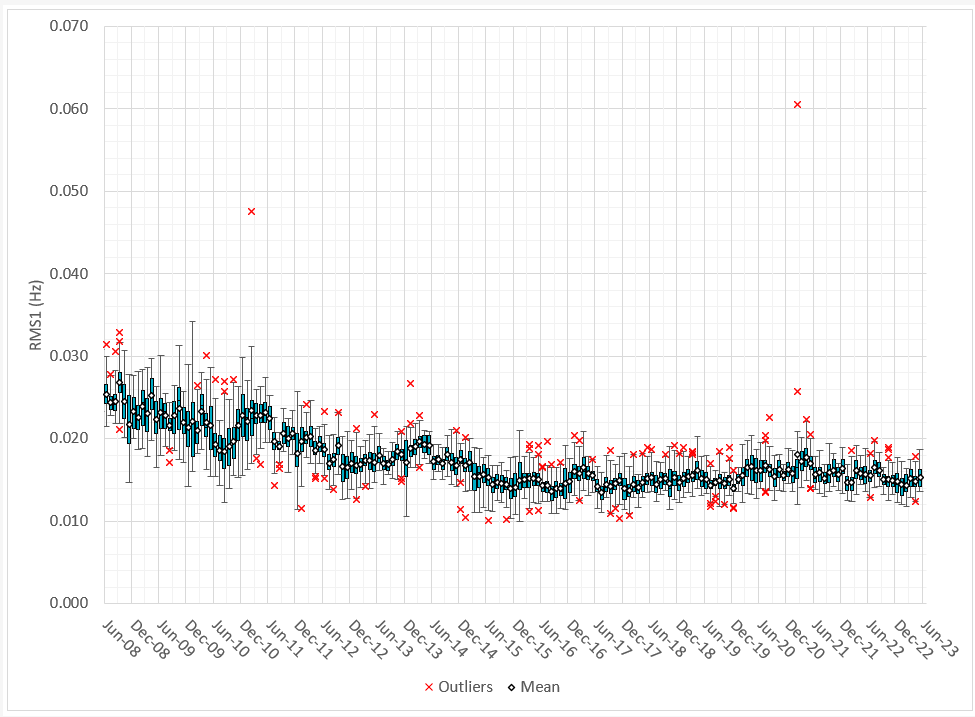 0.070
0.060
0.050
0.040
0.030
0.020
0.010
0.000
RMS1 (Hz)
Jun-08
Dec-08
Jun-09
Dec-09
Jun-10
Dec-10
Jun-11
Dec-11
Jun-12
Dec-12
Jun-13
Dec-13
Jun-14
Dec-14
Jun-15
Dec-15
Jun-16
Dec-16
Jun-17
Dec-17
Jun-18
Dec-18
Jun-19
Dec-19
Jun-20
Dec-20
Jun-21
Dec-21
Jun-22
Dec-22
Jun-23
Outliers
Mean